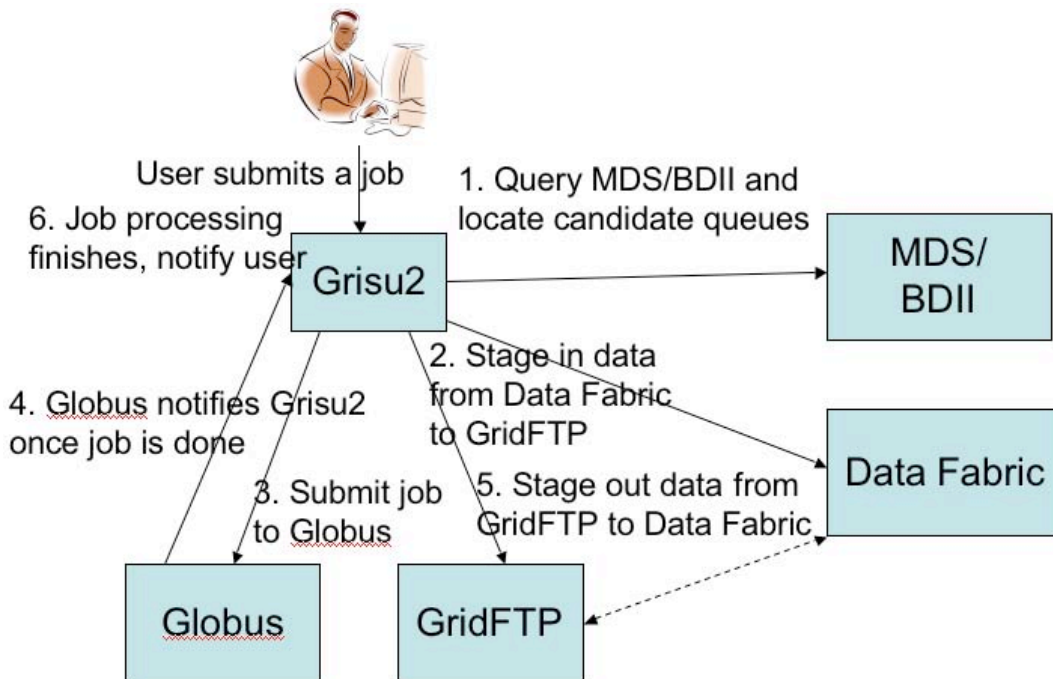 User submits a job
1. Query MDS/BDII and
locate candidate queues
6. Job processing
finishes, notify user
Grisu2
MDS/
BDII
2. Stage in data
from Data Fabric
to GridFTP
4. Globus notifies Grisu2
once job is done
Data Fabric
3. Submit job
to Globus
5. Stage out data from
GridFTP to Data Fabric
Globus
GridFTP